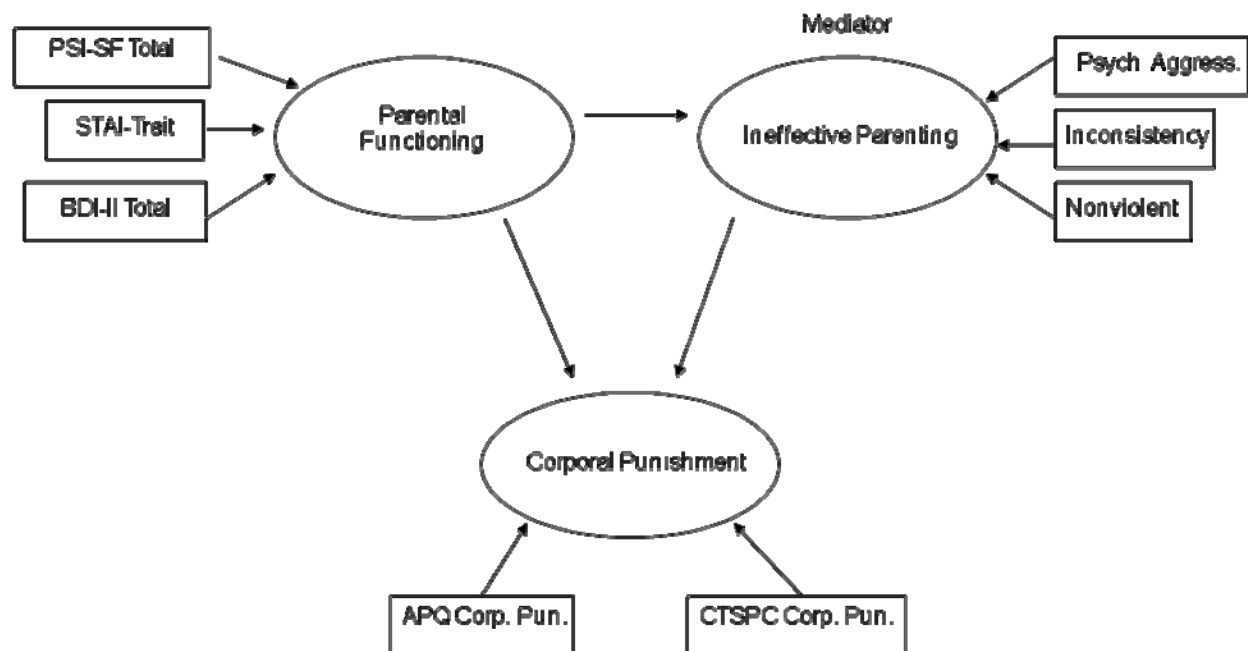 Mediator
PSI-SF Total
STAI-Trait
BDI-II Total
Parental
Functioning
Ineffective Parenting
Psych Aggress.
Inconsistency
Nonviolent
Corporal Punishment
APQ Corp. Pun.
CTSPC Corp. Pun.